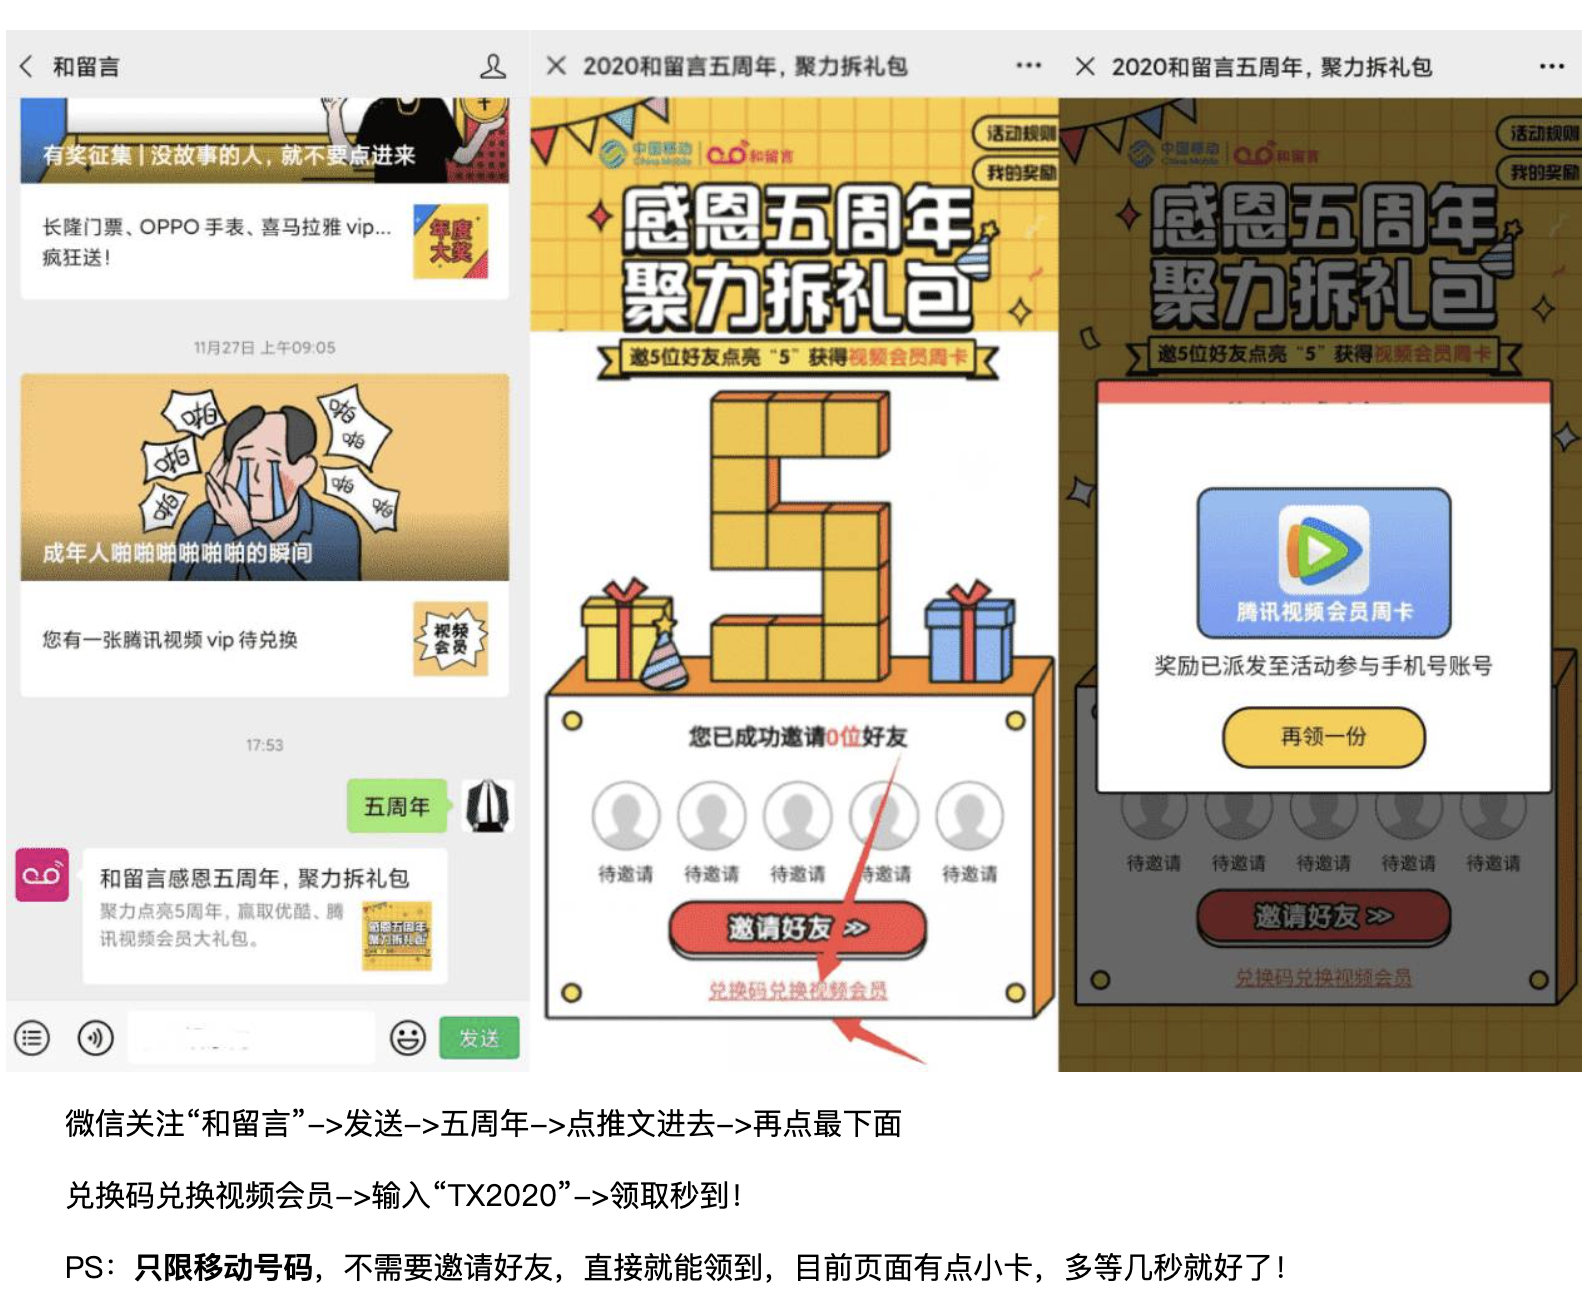 和留言
有奖征集 | 没故事的人，就不要点进来
长隆门票、OPPO 手表、喜马拉雅 vip...
疯狂送！
年度
大奖
11月27日 上午09:05
啪
啪
啪
啪
啪
啪
啪
成年人啪啪啪啪啪啪的瞬间
您有一张腾讯视频 vip 待兑换
视频
会员
17:53
五周年
和留言感恩五周年，聚力拆礼包
聚力点亮5周年，赢取优酷、腾
讯视频会员大礼包。
感恩五周年
聚力拆礼包
发送
2020和留言五周年，聚力拆礼包
活动规则
中国移动
China Mobile
和留言
我的奖励
感恩五周年
聚力拆礼包
邀5位好友点亮 “5” 获得视频会员周卡
您已成功邀请0位好友
待邀请 待邀请 待邀请 待邀请 待邀请
邀请好友 >>
兑换码兑换视频会员
2020和留言五周年，聚力拆礼包
活动规则
中国移动
China Mobile
和留言
我的奖励
感恩五周年
聚力拆礼包
邀5位好友点亮 “5” 获得视频会员周卡
腾讯视频会员周卡
奖励已派发至活动参与手机号账号
再领一份
待邀请 待邀请 待邀请 待邀请 待邀请
邀请好友 >>
兑换码兑换视频会员
微信关注“和留言”->发送->五周年->点推文进去->再点最下面
兑换码兑换视频会员->输入“TX2020”->领取秒到！
PS：只限移动号码，不需要邀请好友，直接就能领到，目前页面有点小卡，多等几秒就好了！